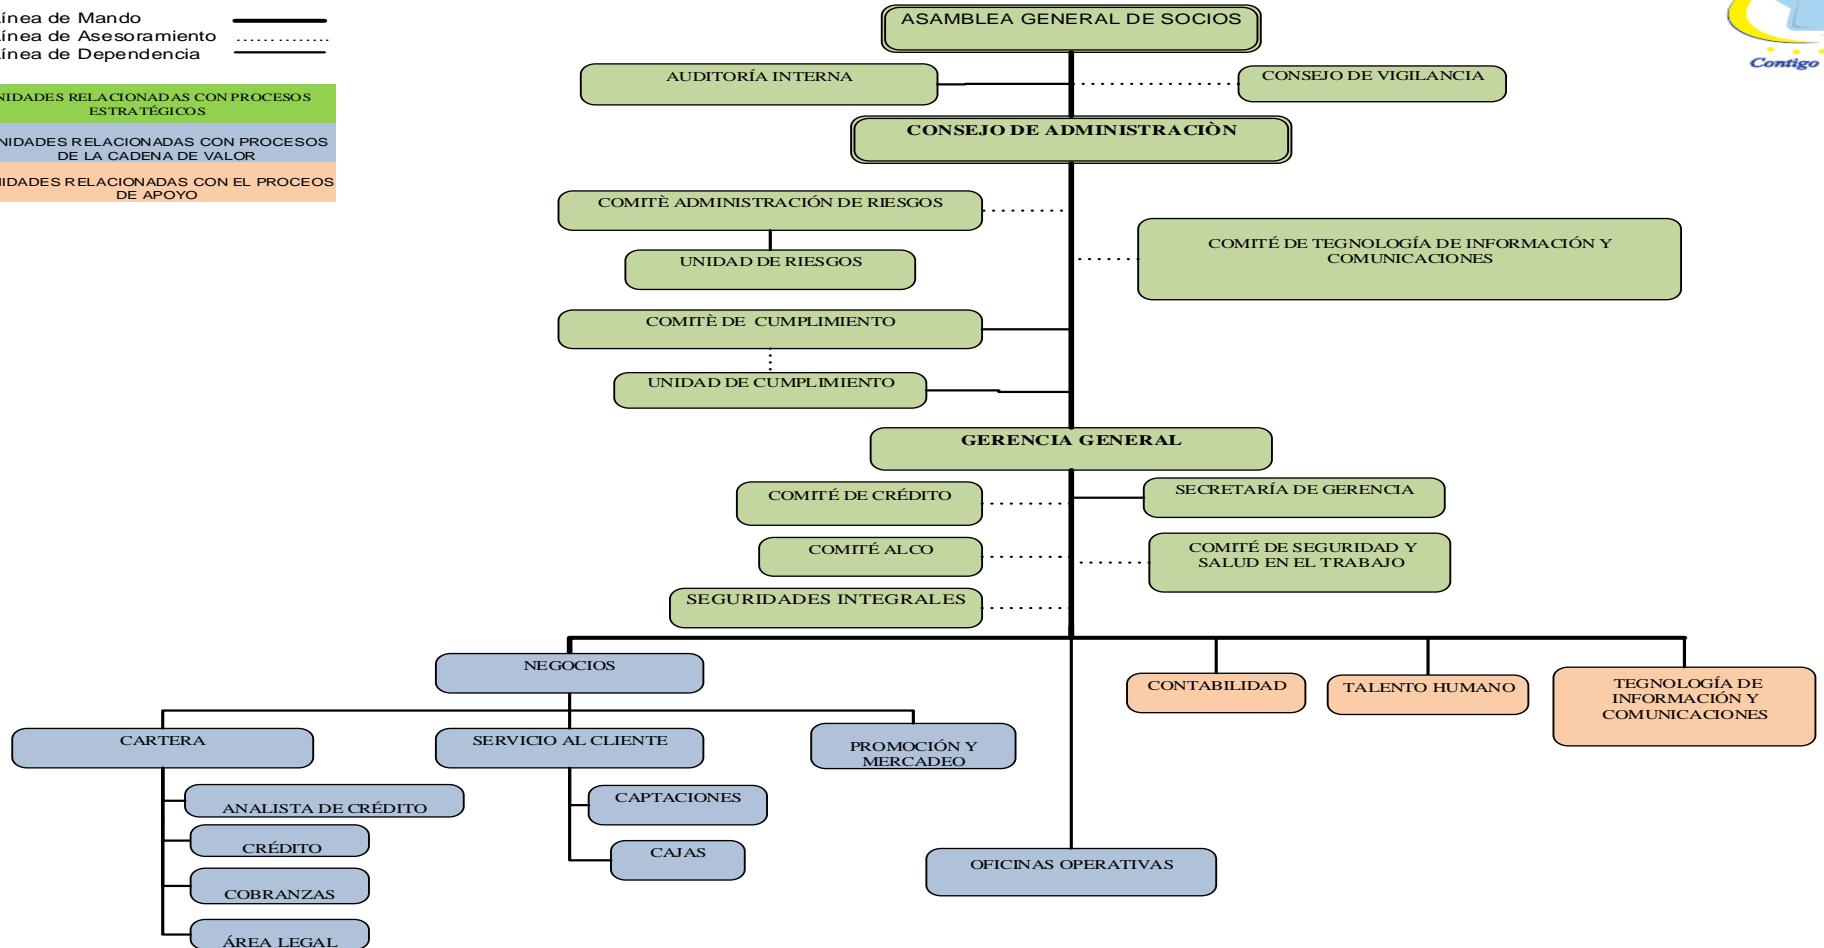 ínea de Mando
ínea de Asesoramiento ..............
ínea de Dependencia
NIDADES RELACIONADAS CON PROCESOS
ESTRATÉGICOS
NIDADES RELACIONADAS CON PROCESOS
DE LA CADENA DE VALOR
NIDADES RELACIONADAS CON EL PROCEOS
DE APOYO
Contigo
ASAMBLEA GENERAL DE SOCIOS
AUDITORÍA INTERNA
CONSEJO DE VIGILANCIA
CONSEJO DE ADMINISTRACIÒN
COMITÈ ADMINISTRACIÓN DE RIESGOS
UNIDAD DE RIESGOS
COMITÉ DE TEGNOLOGÍA DE INFORMACIÓN Y
COMUNICACIONES
COMITÈ DE CUMPLIMIENTO
UNIDAD DE CUMPLIMIENTO
GERENCIA GENERAL
COMITÉ DE CRÉDITO
SECRETARÍA DE GERENCIA
COMITÉ ALCO
COMITÉ DE SEGURIDAD Y
SALUD EN EL TRABAJO
SEGURIDADES INTEGRALES
NEGOCIOS
CONTABILIDAD
TALENTO HUMANO
TEGNOLOGÍA DE
INFORMACIÓN Y
COMUNICACIONES
CARTERA
SERVICIO AL CLIENTE
PROMOCIÓN Y
MERCADEO
ANALISTA DE CRÉDITO
CRÉDITO
COBRANZAS
ÁREA LEGAL
CAPTACIONES
CAJAS
OFICINAS OPERATIVAS